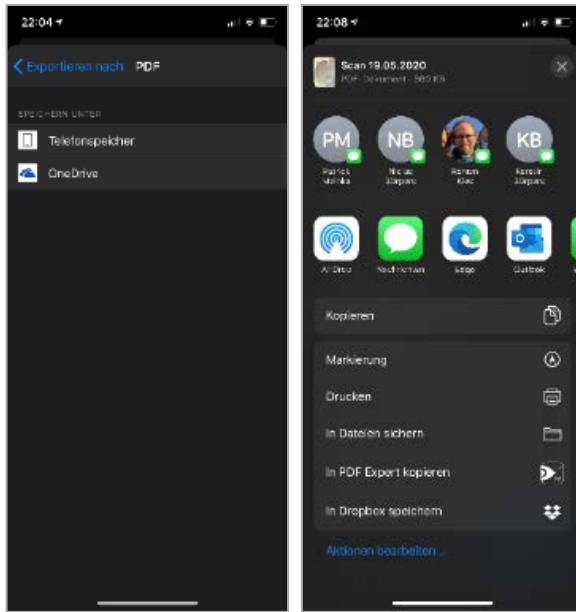 22:04
Exportieren nach PDF
SPEICHERN UNTER
Telefonspeicher
OneDrive
22:08
Scan 19.05.2020
PDF-Dokument · 980 KB
PM
NB
KB
AirDrop
Nachrichten
Edge
Outlook
Kopieren
Markierung
Drucken
In Dateien sichern
In PDF Expert kopieren
In Dropbox speichern
Aktionen bearbeiten ...